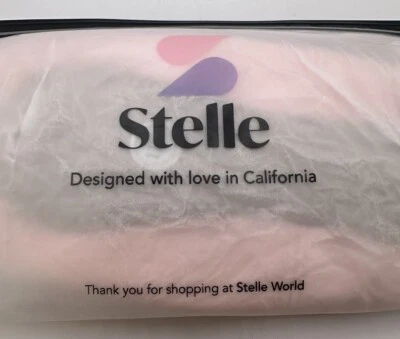 Stelle
Designed with love in California
Thank you for shopping at Stelle World